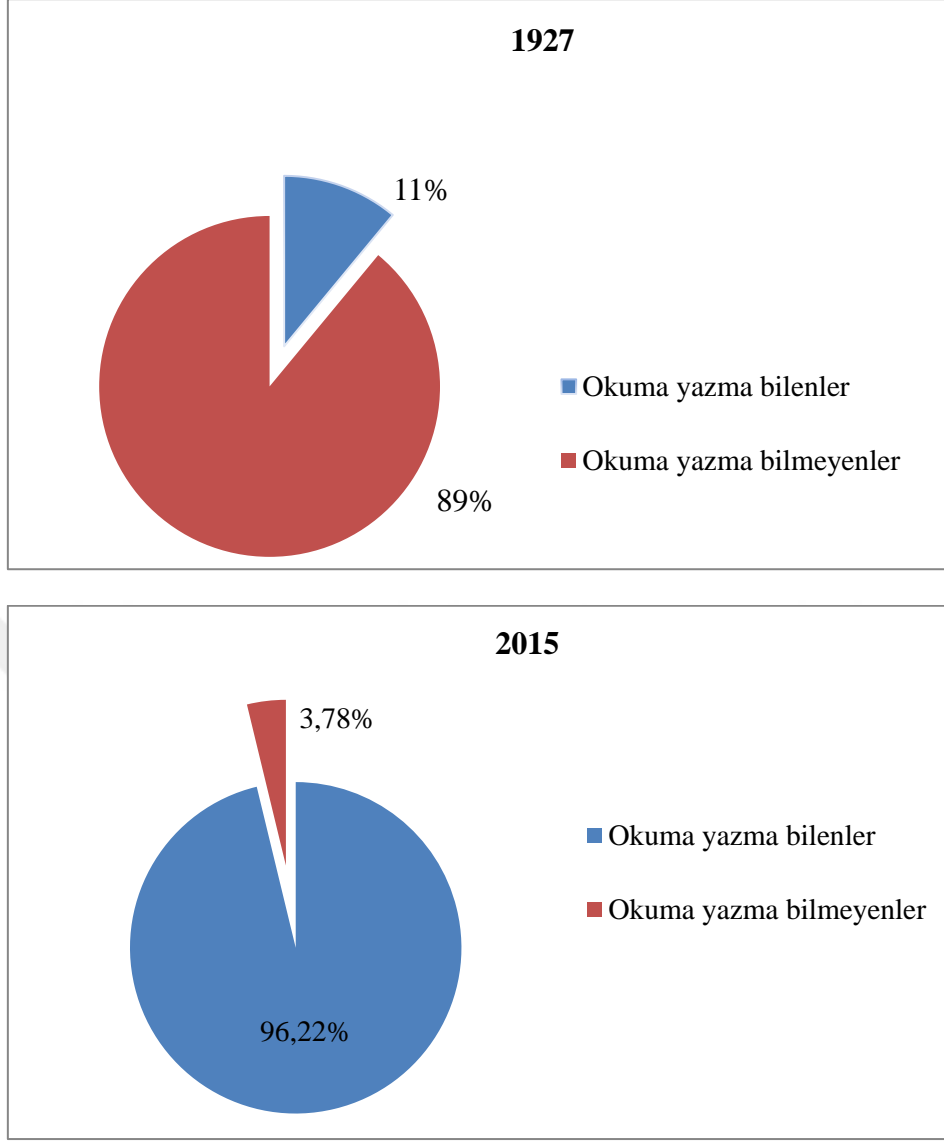 1927
11%
Okuma yazma bilenler
Okuma yazma bilmeyenler
89%
2015
3,78%
Okuma yazma bilenler
Okuma yazma bilmeyenler
96,22%